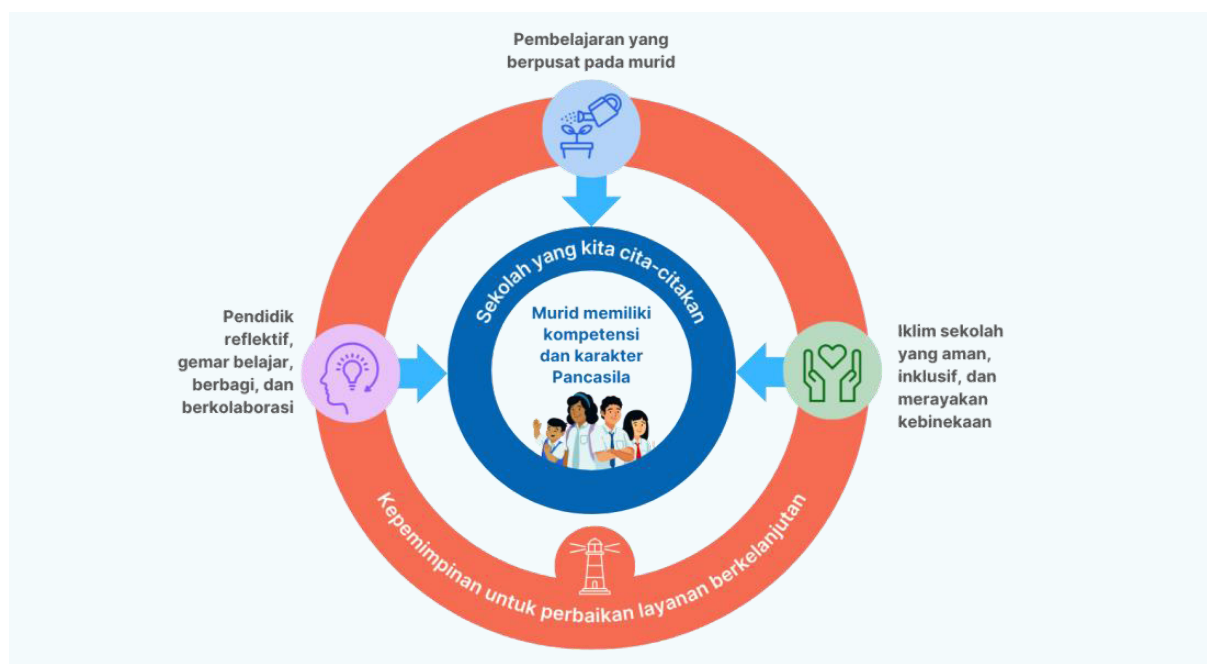 Pembelajaran yang
berpusat pada murid
Sekolah yang kita cita-citakan
Murid memiliki
kompetensi
dan karakter
Pancasila
Pendidik
reflektif,
gemar belajar,
berbagi, dan
berkolaborasi
Iklim sekolah
yang aman,
inklusif, dan
merayakan
kebinekaan
Kepemimpinan untuk perbaikan layanan berkelanjutan